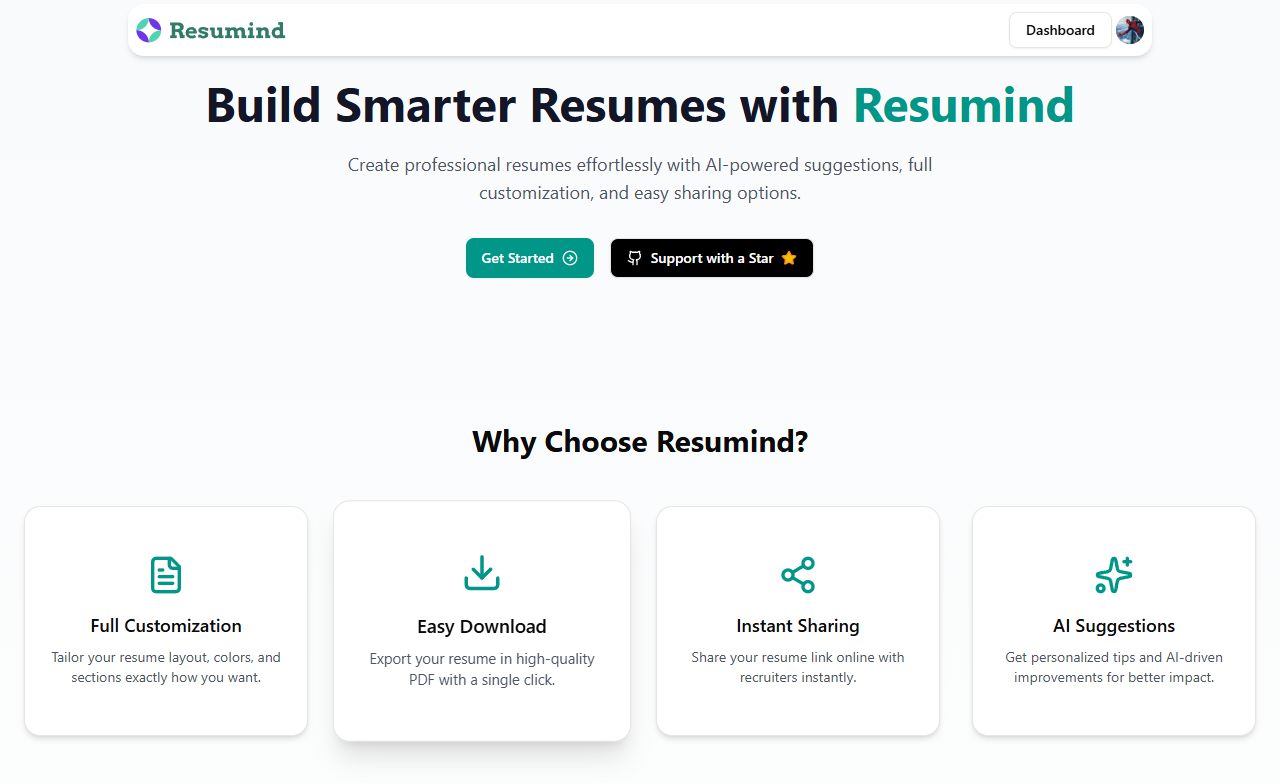 Resumind
Dashboard
Build Smarter Resumes with Resumind
Create professional resumes effortlessly with AI-powered suggestions, full
customization, and easy sharing options.
Get Started
Support with a Star
Why Choose Resumind?
Full Customization
Tailor your resume layout, colors, and
sections exactly how you want.
Easy Download
Export your resume in high-quality
PDF with a single click.
Instant Sharing
Share your resume link online with
recruiters instantly.
AI Suggestions
Get personalized tips and AI-driven
improvements for better impact.